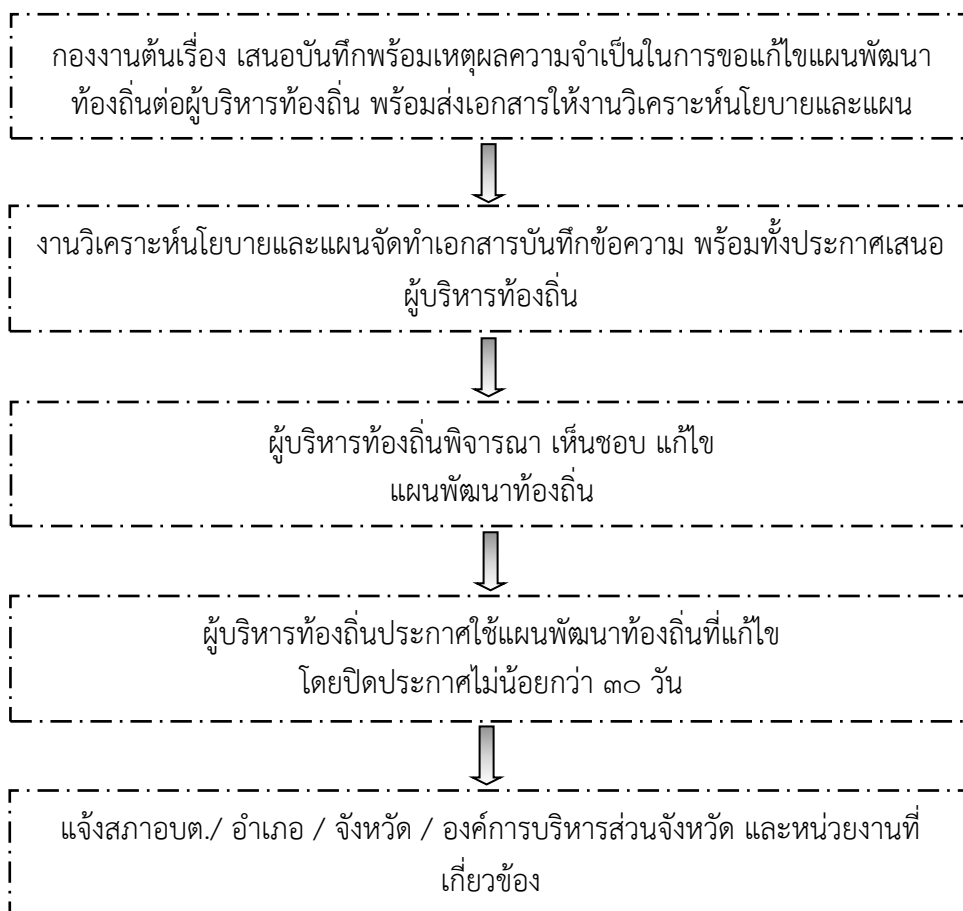 กองงานต้นเรื่อง เสนอบันทึกพร้อมเหตุผลความจำเป็นในการขอแก้ไขแผนพัฒนา
ท้องถิ่นต่อผู้บริหารท้องถิ่น พร้อมส่งเอกสารให้งานวิเคราะห์นโยบายและแผน
งานวิเคราะห์นโยบายและแผนจัดทำเอกสารบันทึกข้อความ พร้อมทั้งประกาศเสนอ
ผู้บริหารท้องถิ่น
ผู้บริหารท้องถิ่นพิจารณา เห็นชอบ แก้ไข
แผนพัฒนาท้องถิ่น
ผู้บริหารท้องถิ่นประกาศใช้แผนพัฒนาท้องถิ่นที่แก้ไข
โดยปิดประกาศไม่น้อยกว่า ๓๐ วัน
แจ้งสภาอบต./ อำเภอ / จังหวัด / องค์การบริหารส่วนจังหวัด และหน่วยงานที่
เกี่ยวข้อง